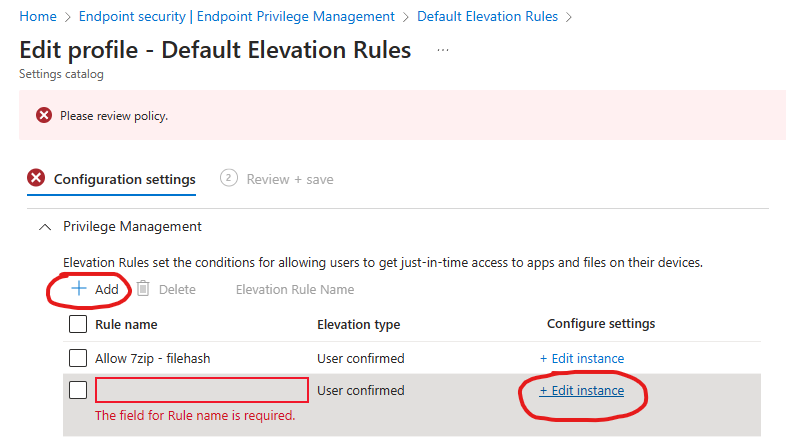 Home > Endpoint security | Endpoint Privilege Management > Default Elevation Rules >
Edit profile - Default Elevation Rules ...
Settings catalog
Please review policy.
Configuration settings 2 Review + save
Privilege Management
Elevation Rules set the conditions for allowing users to get just-in-time access to apps and files on their devices.
+ Add Delete Elevation Rule Name
Rule name Elevation type Configure settings
Allow 7zip - filehash User confirmed + Edit instance
User confirmed + Edit instance
The field for Rule name is required.